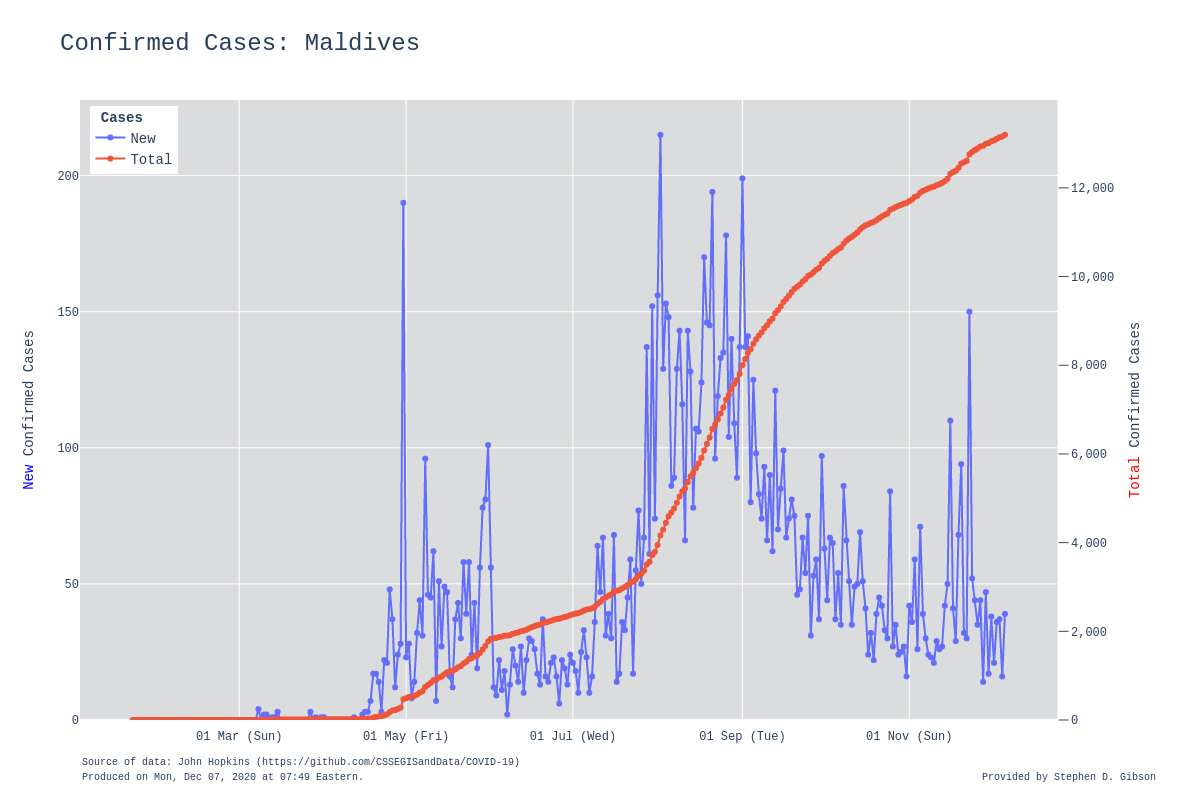 Confirmed Cases: Maldives
Cases
New
Total
200
150
100
50
0
12,000
10,000
8,000
6,000
4,000
2,000
0
New Confirmed Cases
Total Confirmed Cases
01 Mar (Sun)
01 May (Fri)
01 Jul (Wed)
01 Sep (Tue)
01 Nov (Sun)
Source of data: John Hopkins (https://github.com/CSSEGISandData/COVID-19)
Produced on Mon, Dec 07, 2020 at 07:49 Eastern.
Provided by Stephen D. Gibson